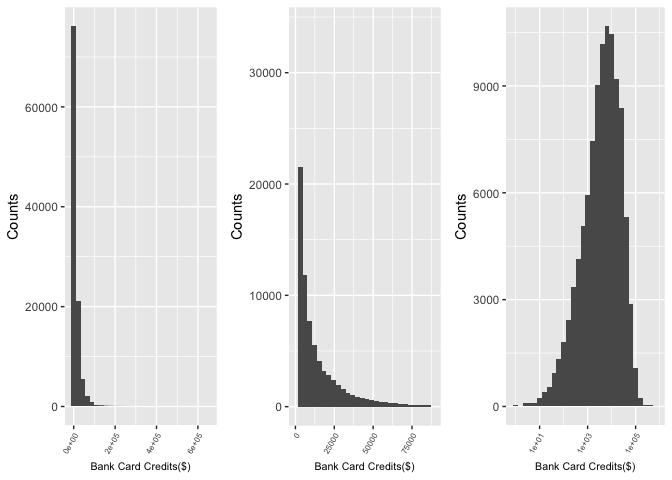 Counts
60000
40000
20000
0
0e+00
2e+05
4e+05
6e+05
Bank Card Credits($)
Counts
30000
20000
10000
0
0
25000
50000
75000
Bank Card Credits($)
Counts
9000
6000
3000
0
1e+01
1e+03
1e+05
Bank Card Credits($)